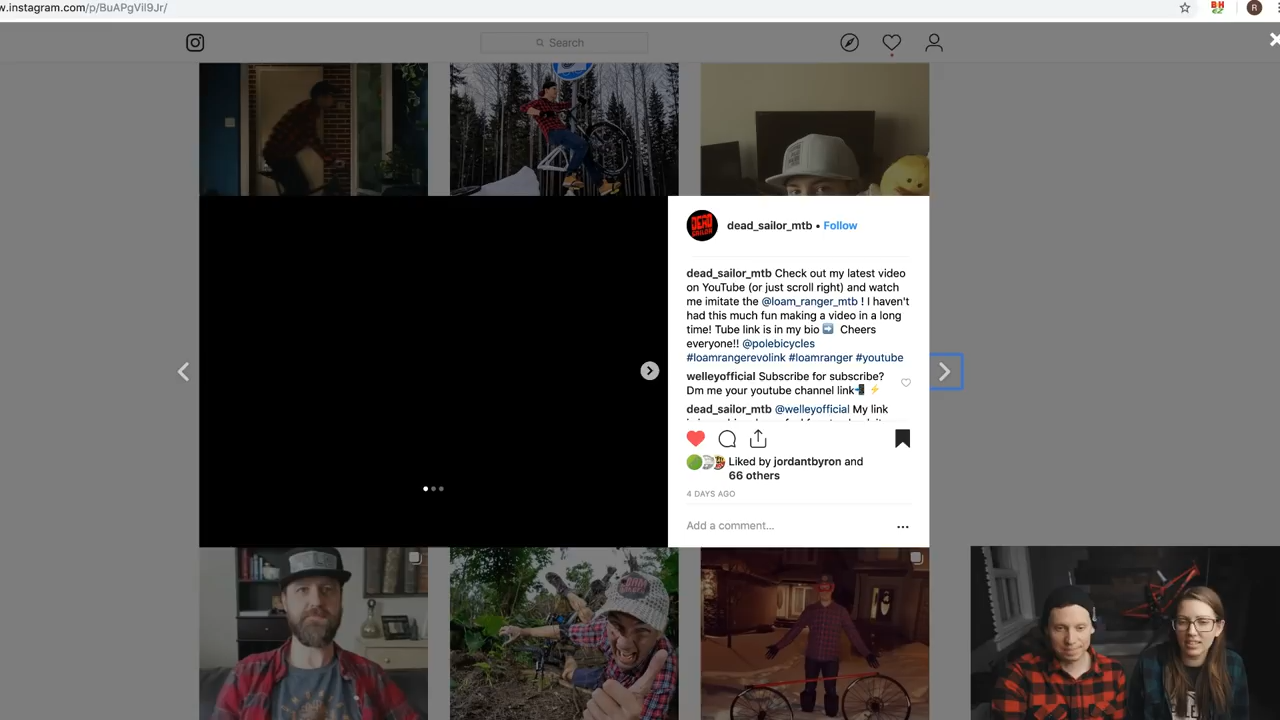 w.instagram.com/p/BuAPgVil9Jr/
BH
R
Search
DEAD
SAILOR
dead_sailor_mtb • Follow
dead_sailor_mtb Check out my latest video
on YouTube (or just scroll right) and watch
me imitate the @loam_ranger_mtb ! I haven't
had this much fun making a video in a long
time! Tube link is in my bio ➡️ Cheers
everyone!! @polebicycles
#loamrangerevolink #loamranger #youtube
welleyofficial Subscribe for subscribe?
Dm me your youtube channel link📲 ⚡
dead_sailor_mtb @welleyofficial My link
Liked by jordantbyron and
66 others
4 DAYS AGO
Add a comment...